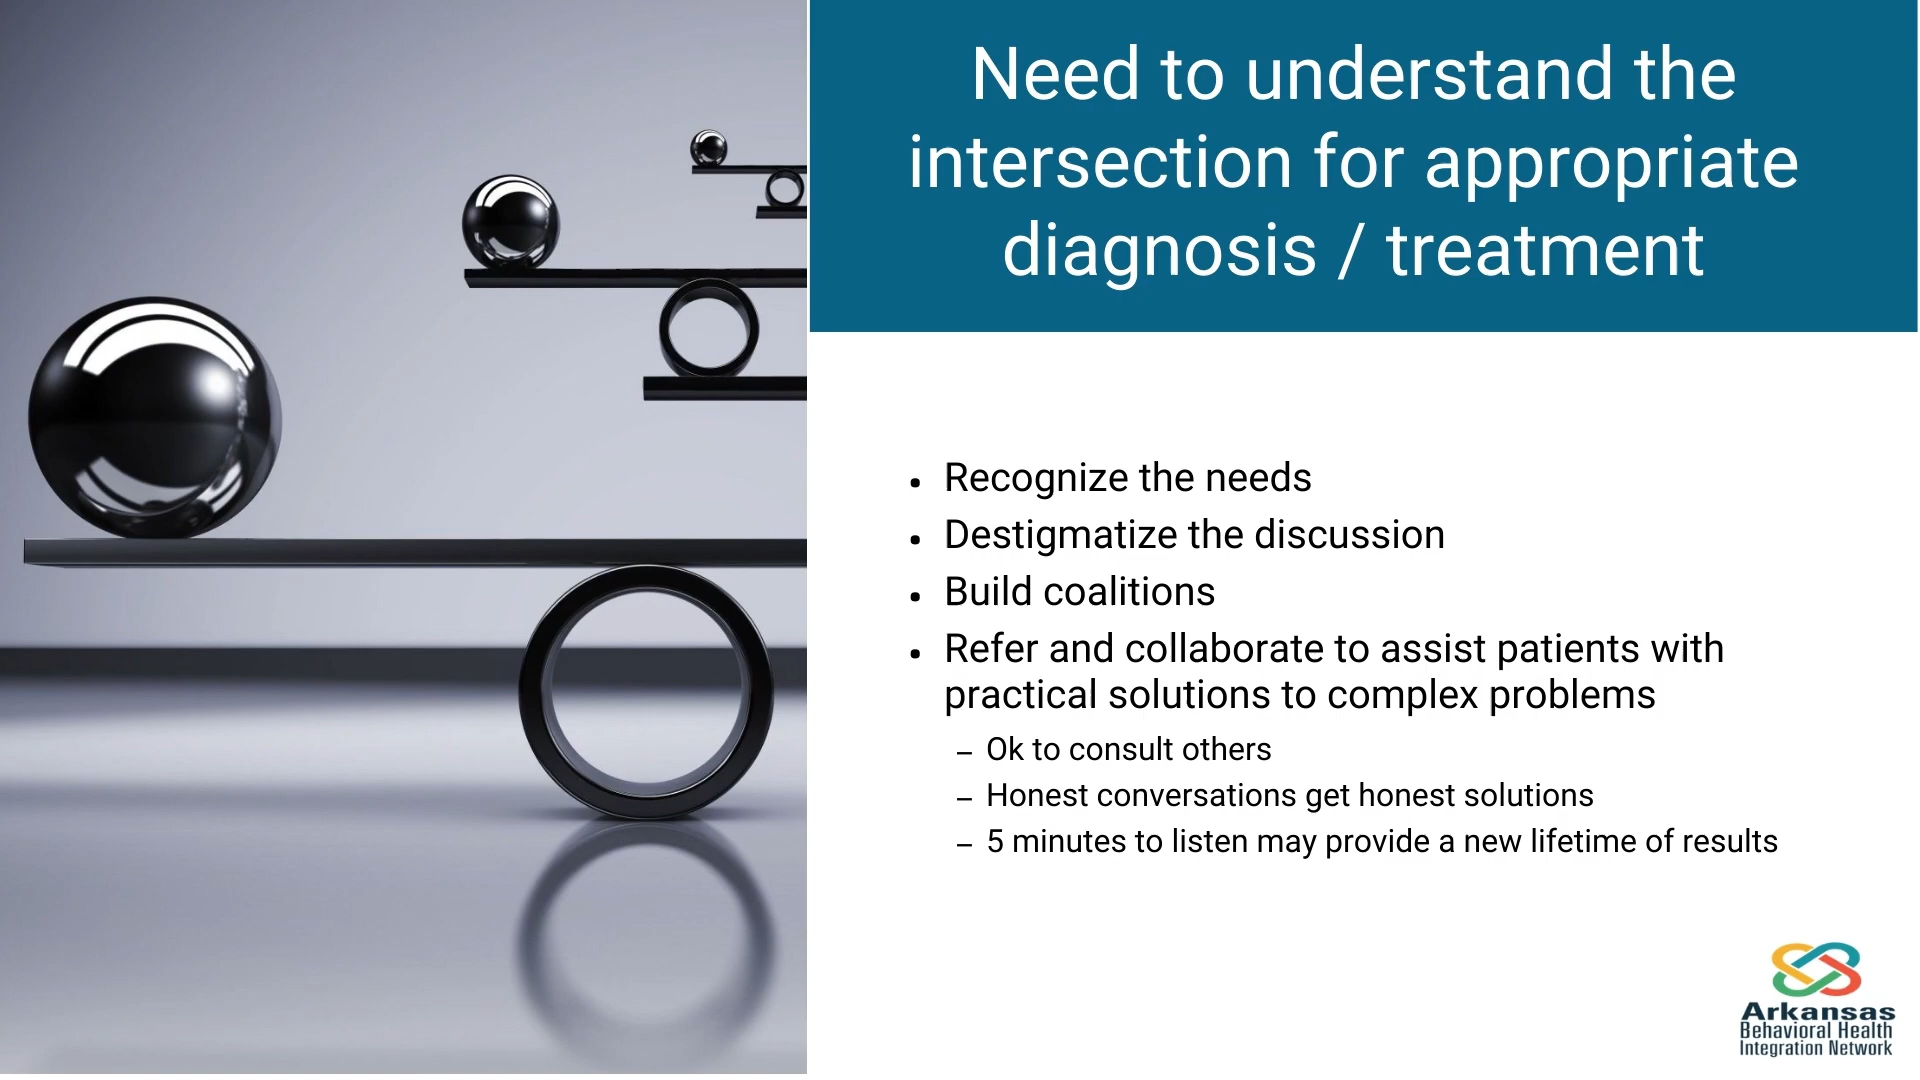 Need to understand the
intersection for appropriate
diagnosis / treatment
• Recognize the needs
• Destigmatize the discussion
• Build coalitions
• Refer and collaborate to assist patients with
practical solutions to complex problems
– Ok to consult others
– Honest conversations get honest solutions
– 5 minutes to listen may provide a new lifetime of results
Arkansas
Behavioral Health
Integration Network